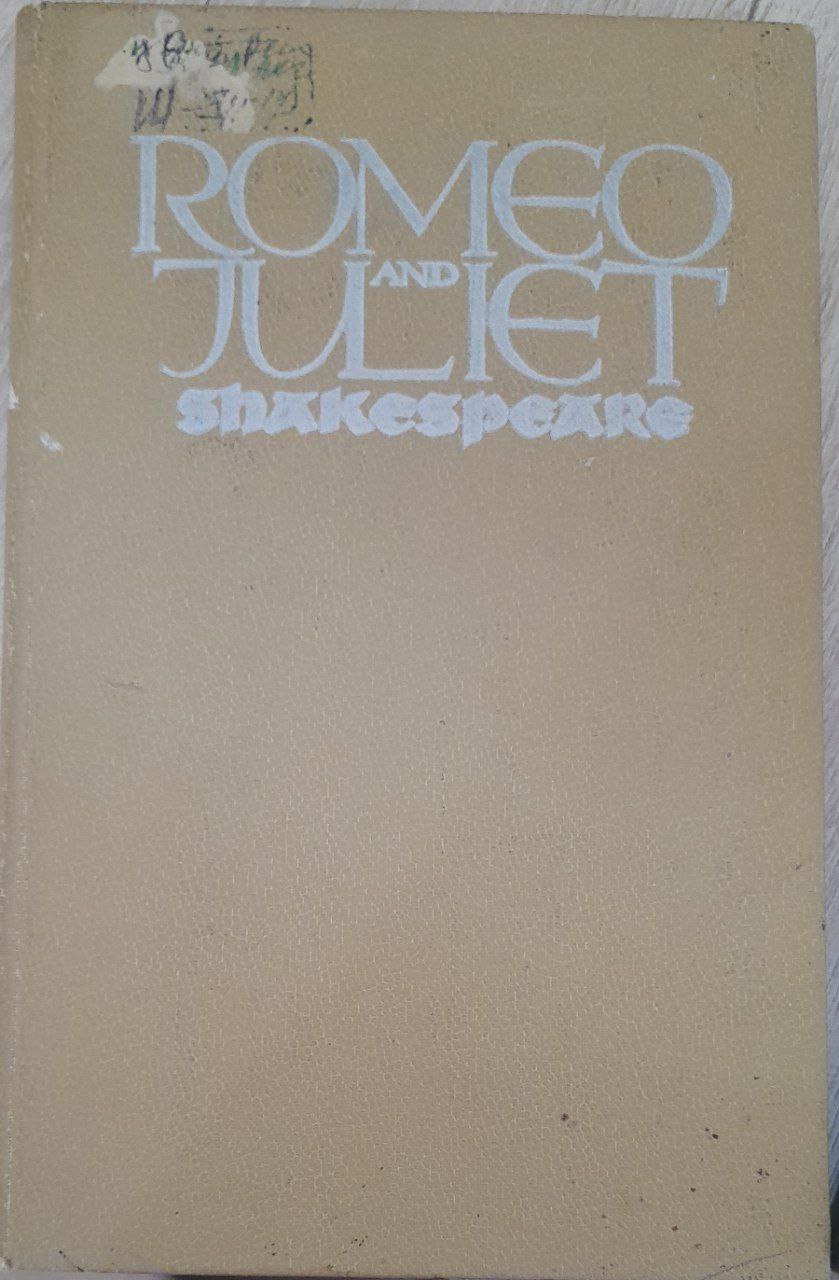 ROMEO
AND
JULIET
Shakespeare